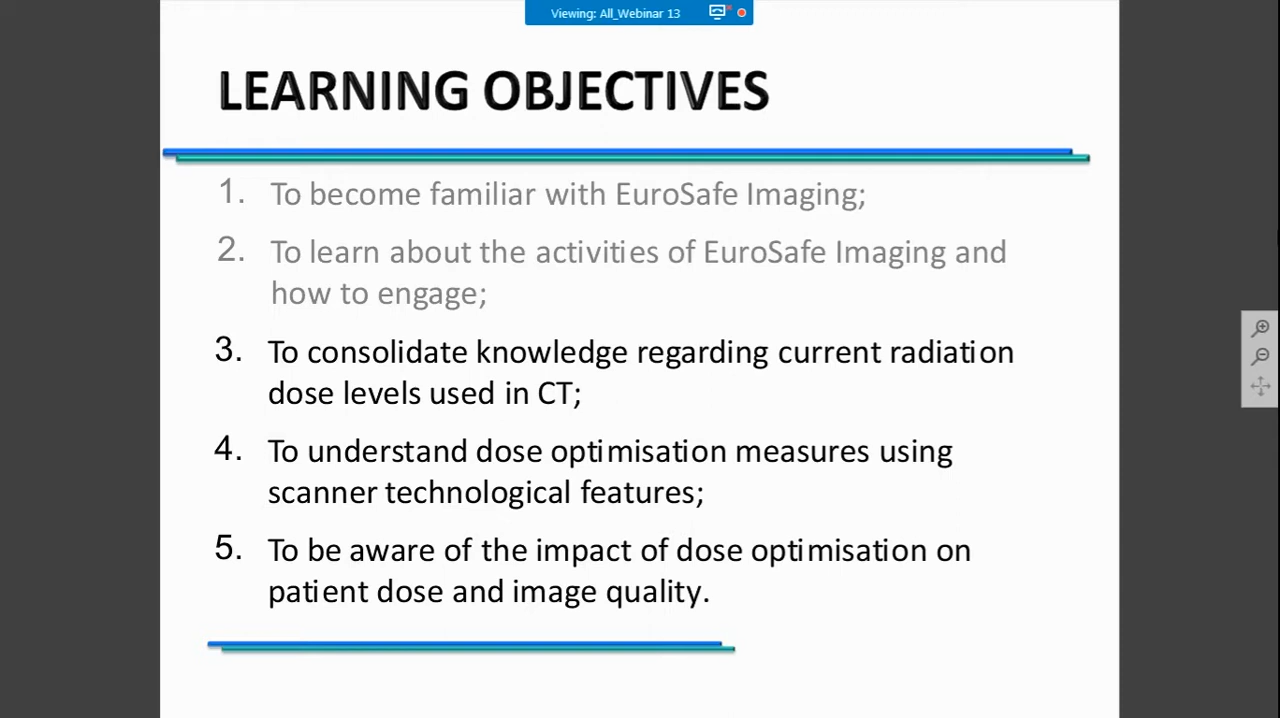 Viewing: All_Webinar 13
LEARNING OBJECTIVES
1. To become familiar with EuroSafe Imaging;
2. To learn about the activities of EuroSafe Imaging and
how to engage;
3. To consolidate knowledge regarding current radiation
dose levels used in CT;
4. To understand dose optimisation measures using
scanner technological features;
5. To be aware of the impact of dose optimisation on
patient dose and image quality.